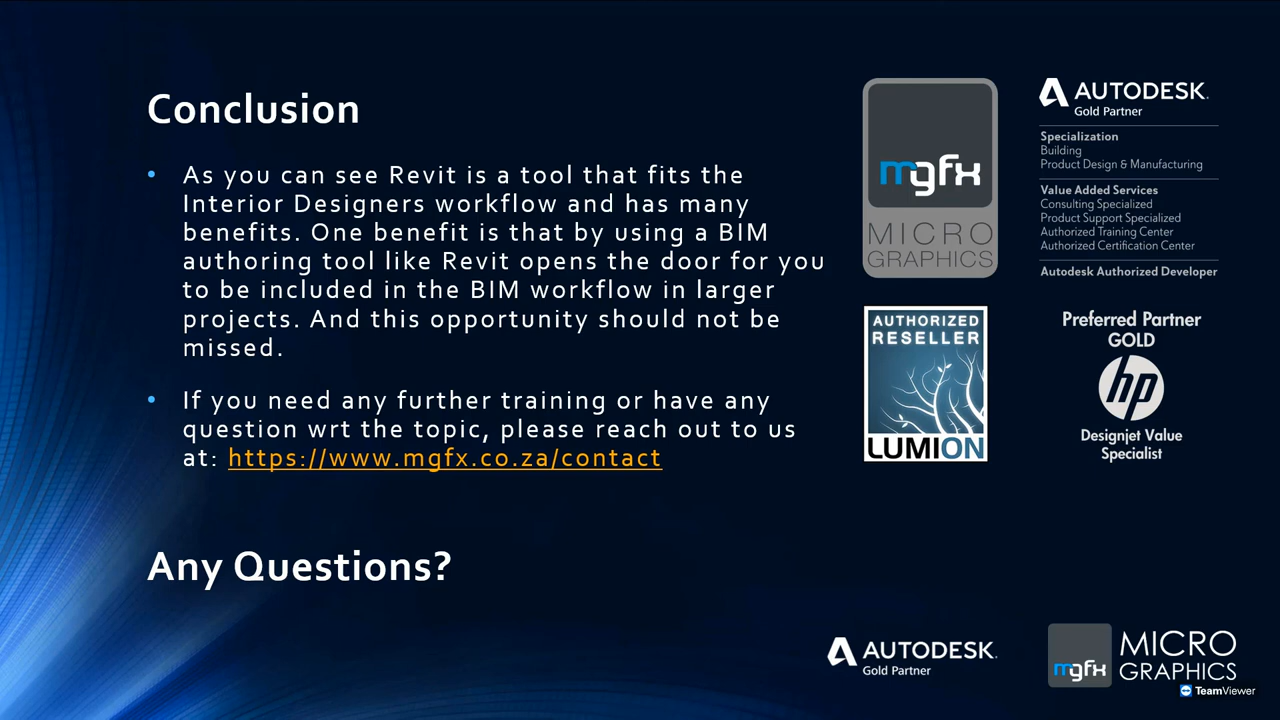 Conclusion
• As you can see Revit is a tool that fits the
Interior Designers workflow and has many
benefits. One benefit is that by using a BIM
authoring tool like Revit opens the door for you
to be included in the BIM workflow in larger
projects. And this opportunity should not be
missed.
• If you need any further training or have any
question wrt the topic, please reach out to us
at: https://www.mgfx.co.za/contact
Any Questions?
mgfx
MICRO
GRAPHICS
AUTODESK.
Gold Partner
Specialization
Building
Product Design & Manufacturing
Value Added Services
Consulting Specialized
Product Support Specialized
Authorized Training Center
Authorized Certification Center
Autodesk Authorized Developer
AUTHORIZED
RESELLER
LUMION
Preferred Partner
GOLD
hp
Designjet Value
Specialist
AUTODESK.
Gold Partner
mgfx
MICRO
GRAPHICS
TeamViewer